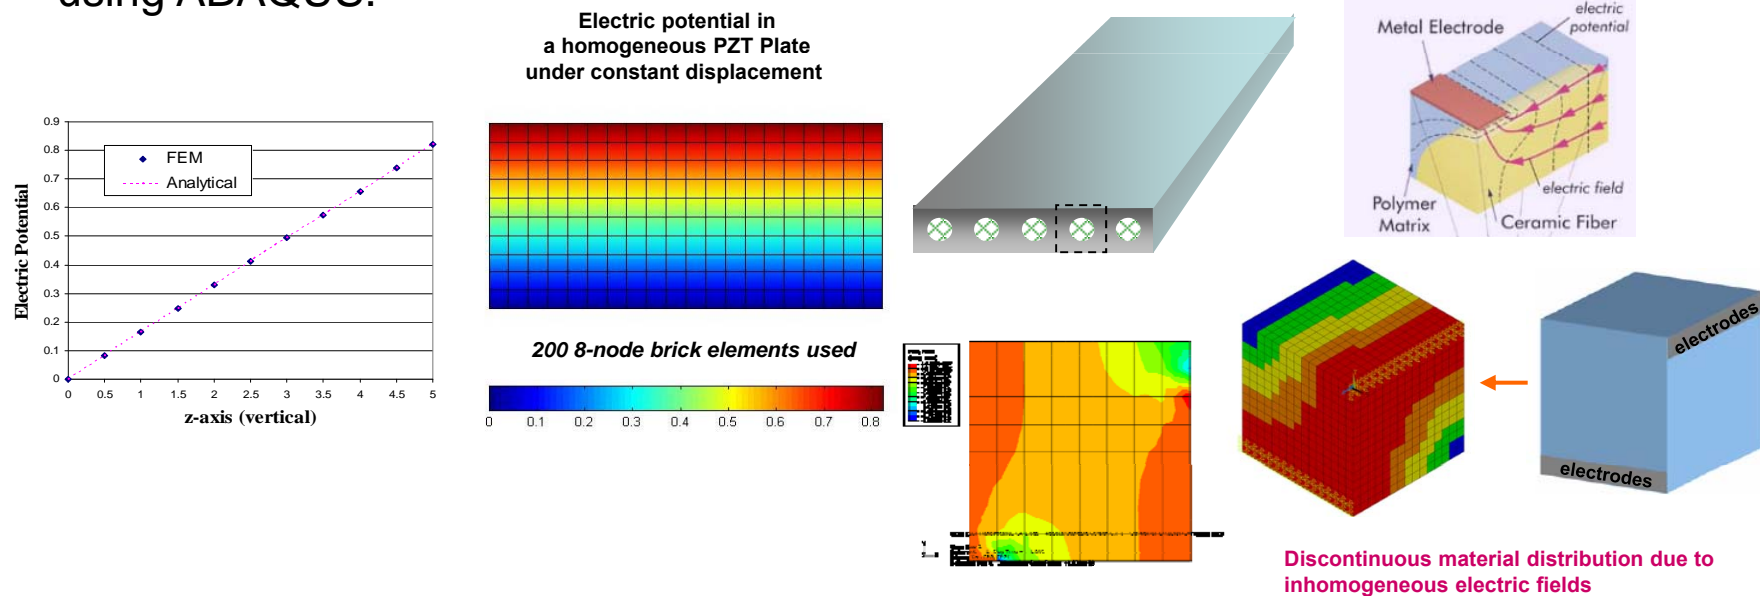 using ABAQUS.
Electric potential in
a homogeneous PZT Plate
under constant displacement
Electric Potential
0.9
0.8
0.7
0.6
0.5
0.4
0.3
0.2
0.1
0
FEM
Analytical
0 0.5 1 1.5 2 2.5 3 3.5 4 4.5 5
z-axis (vertical)
200 8-node brick elements used
0 0.1 0.2 0.3 0.4 0.5 0.6 0.7 0.8
electric
potential
Metal Electrode
electric field
Polymer
Matrix
Ceramic Fiber
electrodes
electrodes
Discontinuous material distribution due to
inhomogeneous electric fields